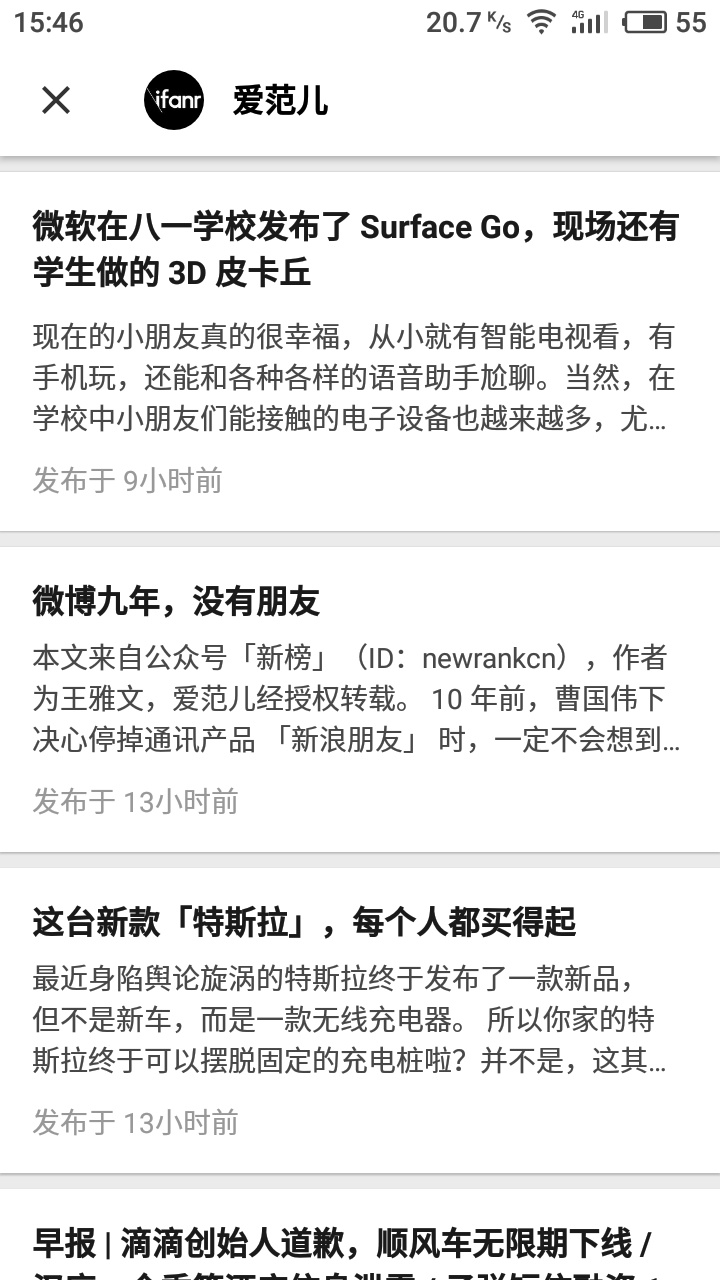 15:46
20.7 K/s
4G
55
ifanr
爱范儿
微软在八一学校发布了 Surface Go，现场还有
学生做的 3D 皮卡丘
现在的小朋友真的很幸福，从小就有智能电视看，有
手机玩，还能和各种各样的语音助手尬聊。当然，在
学校中小朋友们能接触的电子设备也越来越多，尤...
发布于 9小时前
微博九年，没有朋友
本文来自公众号「新榜」（ID：newrankcn），作者
为王雅文，爱范儿经授权转载。 10 年前，曹国伟下
决心停掉通讯产品 「新浪朋友」 时，一定不会想到...
发布于 13小时前
这台新款「特斯拉」，每个人都买得起
最近身陷舆论旋涡的特斯拉终于发布了一款新品，
但不是新车，而是一款无线充电器。 所以你家的特
斯拉终于可以摆脱固定的充电桩啦？并不是，这其...
发布于 13小时前
早报 | 滴滴创始人道歉，顺风车无限期下线 /